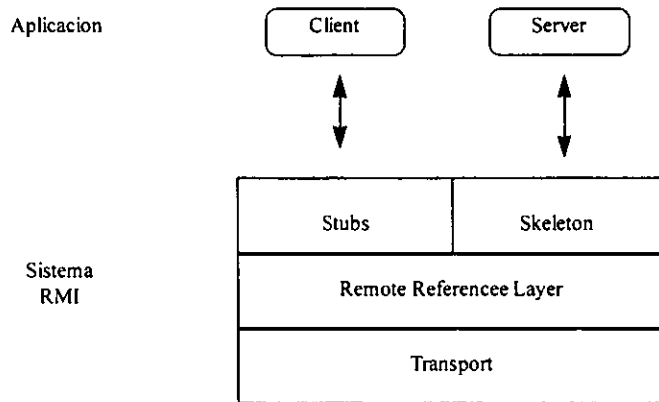 Aplicacion
Client
Server
Stubs
Skeleton
Sistema
RMI
Remote Referencee Layer
Transport